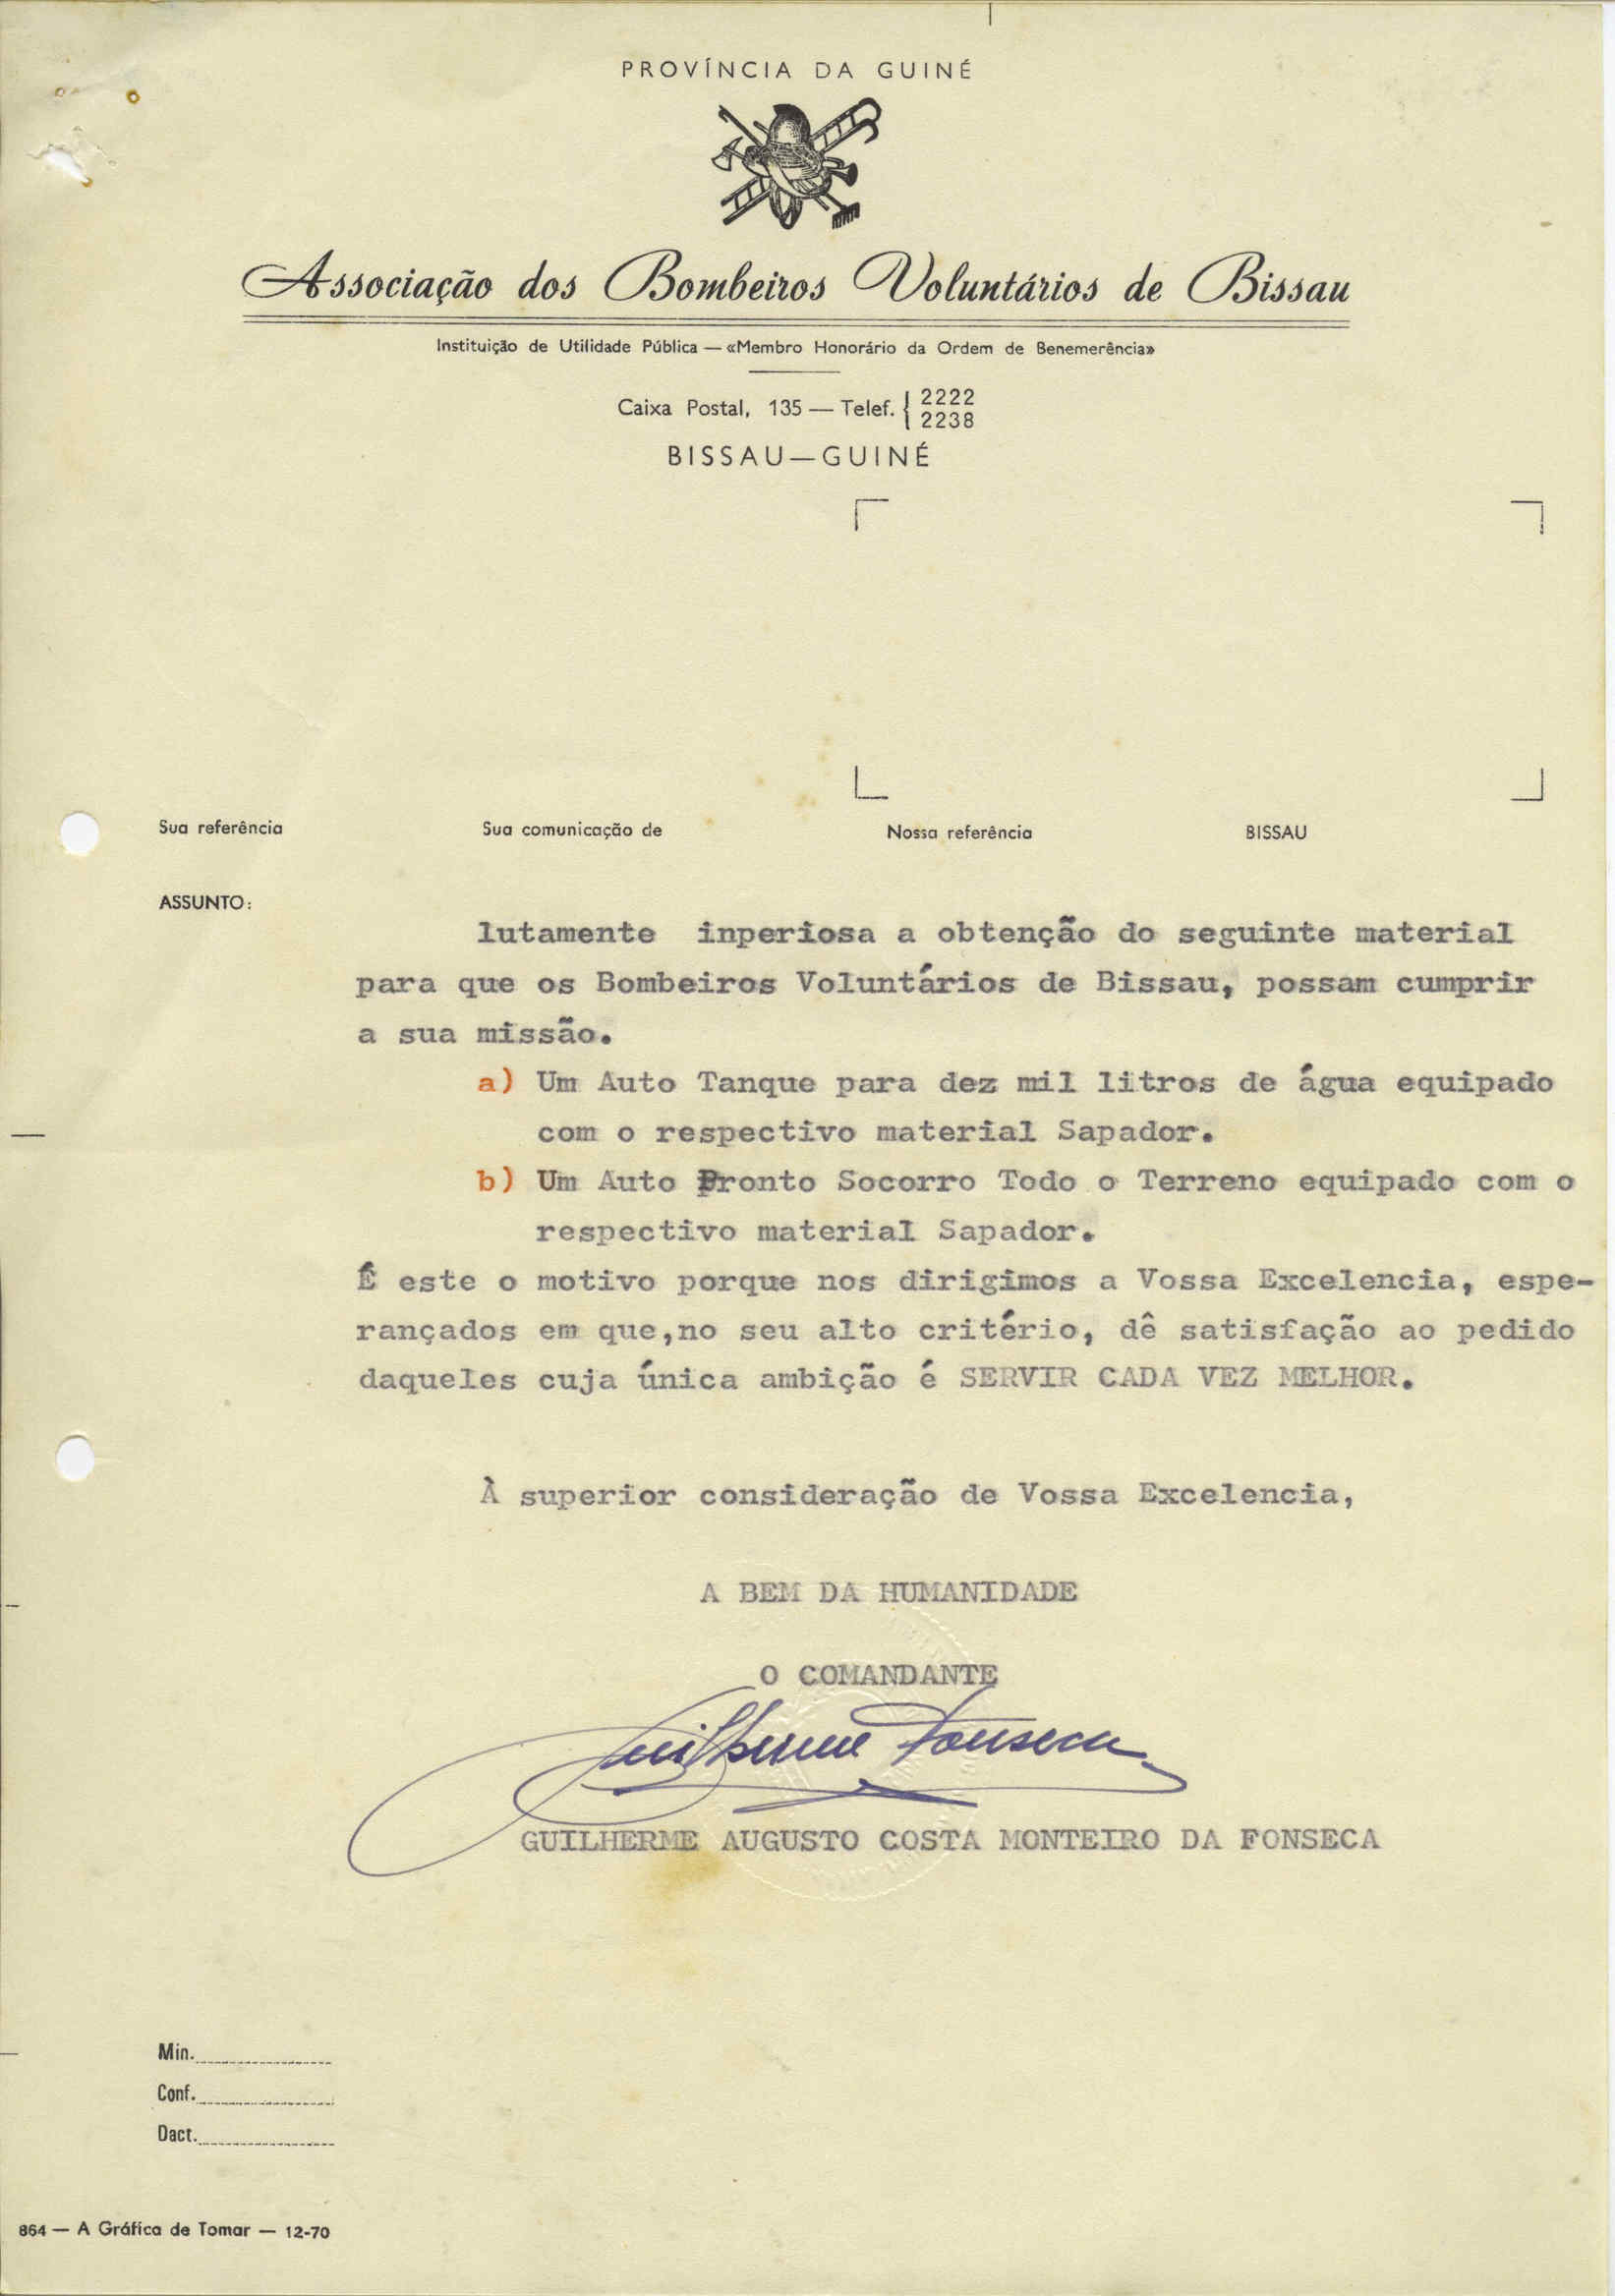 PROVÍNCIA DA GUINÉ
Associação dos Bombeiros Voluntários de Bissau
Instituição de Utilidade Pública — «Membro Honorário da Ordem de Benemerência»
Caixa Postal, 135 — Telef. { 2222
2238
BISSAU—GUINÉ
Sua referência Sua comunicação de Nossa referência BISSAU
ASSUNTO:
lutamente inperiosa a obtenção do seguinte material
para que os Bombeiros Voluntários de Bissau, possam cumprir
a sua missão.
a) Um Auto Tanque para dez mil litros de água equipado
com o respectivo material Sapador.
b) Um Auto Pronto Socorro Todo o Terreno equipado com o
respectivo material Sapador.
É este o motivo porque nos dirigimos a Vossa Excelencia, espe-
rançados em que,no seu alto critério, dê satisfação ao pedido
daqueles cuja única ambição é SERVIR CADA VEZ MELHOR.
À superior consideração de Vossa Excelencia,
A BEM DA HUMANIDADE
O COMANDANTE
Guilherme Fonseca
GUILHERME AUGUSTO COSTA MONTEIRO DA FONSECA
Min.
Conf.
Dact.
864 — A Gráfica de Tomar — 12-70